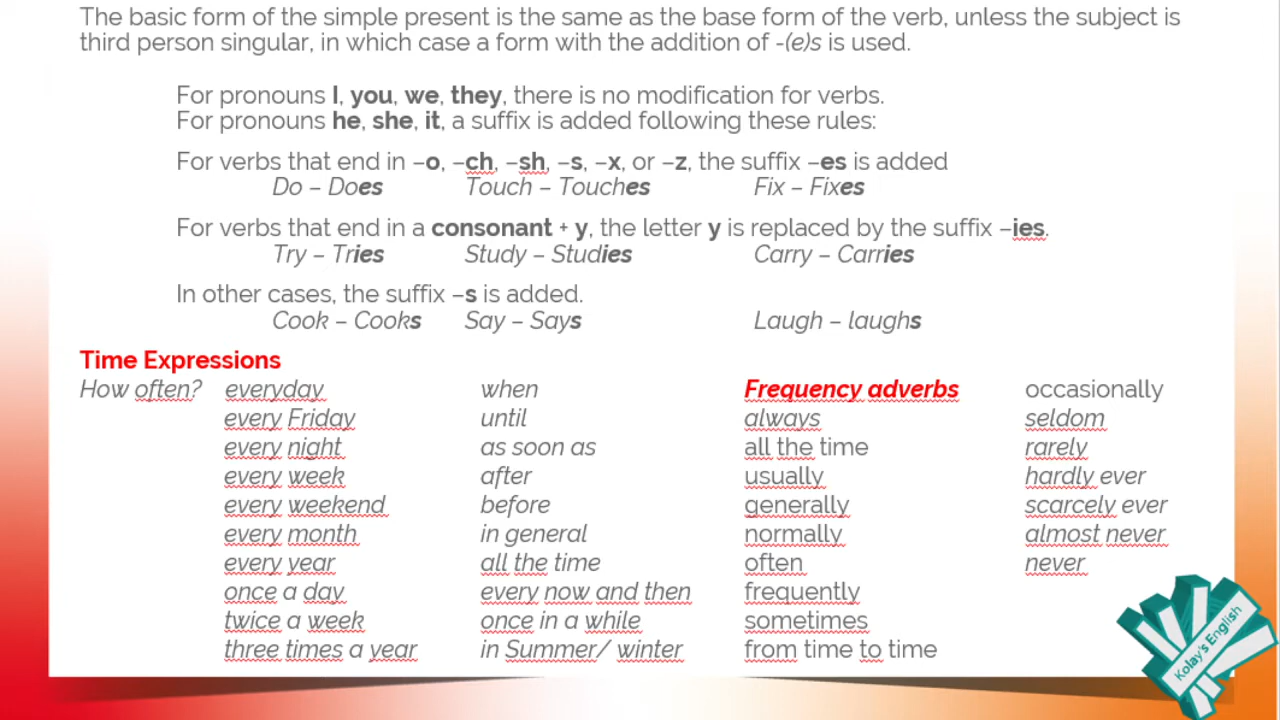 The basic form of the simple present is the same as the base form of the verb, unless the subject is
third person singular, in which case a form with the addition of -(e)s is used.
For pronouns I, you, we, they, there is no modification for verbs.
For pronouns he, she, it, a suffix is added following these rules:
For verbs that end in –o, –ch, –sh, –s, –x, or –z, the suffix –es is added
Do – Does Touch – Touches Fix – Fixes
For verbs that end in a consonant + y, the letter y is replaced by the suffix –ies.
Try – Tries Study – Studies Carry – Carries
In other cases, the suffix –s is added.
Cook – Cooks Say – Says Laugh – laughs
Time Expressions
How often? everyday when Frequency adverbs occasionally
every Friday until always seldom
every night as soon as all the time rarely
every week after usually hardly ever
every weekend before generally scarcely ever
every month in general normally almost never
every year all the time often never
once a day every now and then frequently
twice a week once in a while sometimes
three times a year in Summer/ winter from time to time
Kolay's English